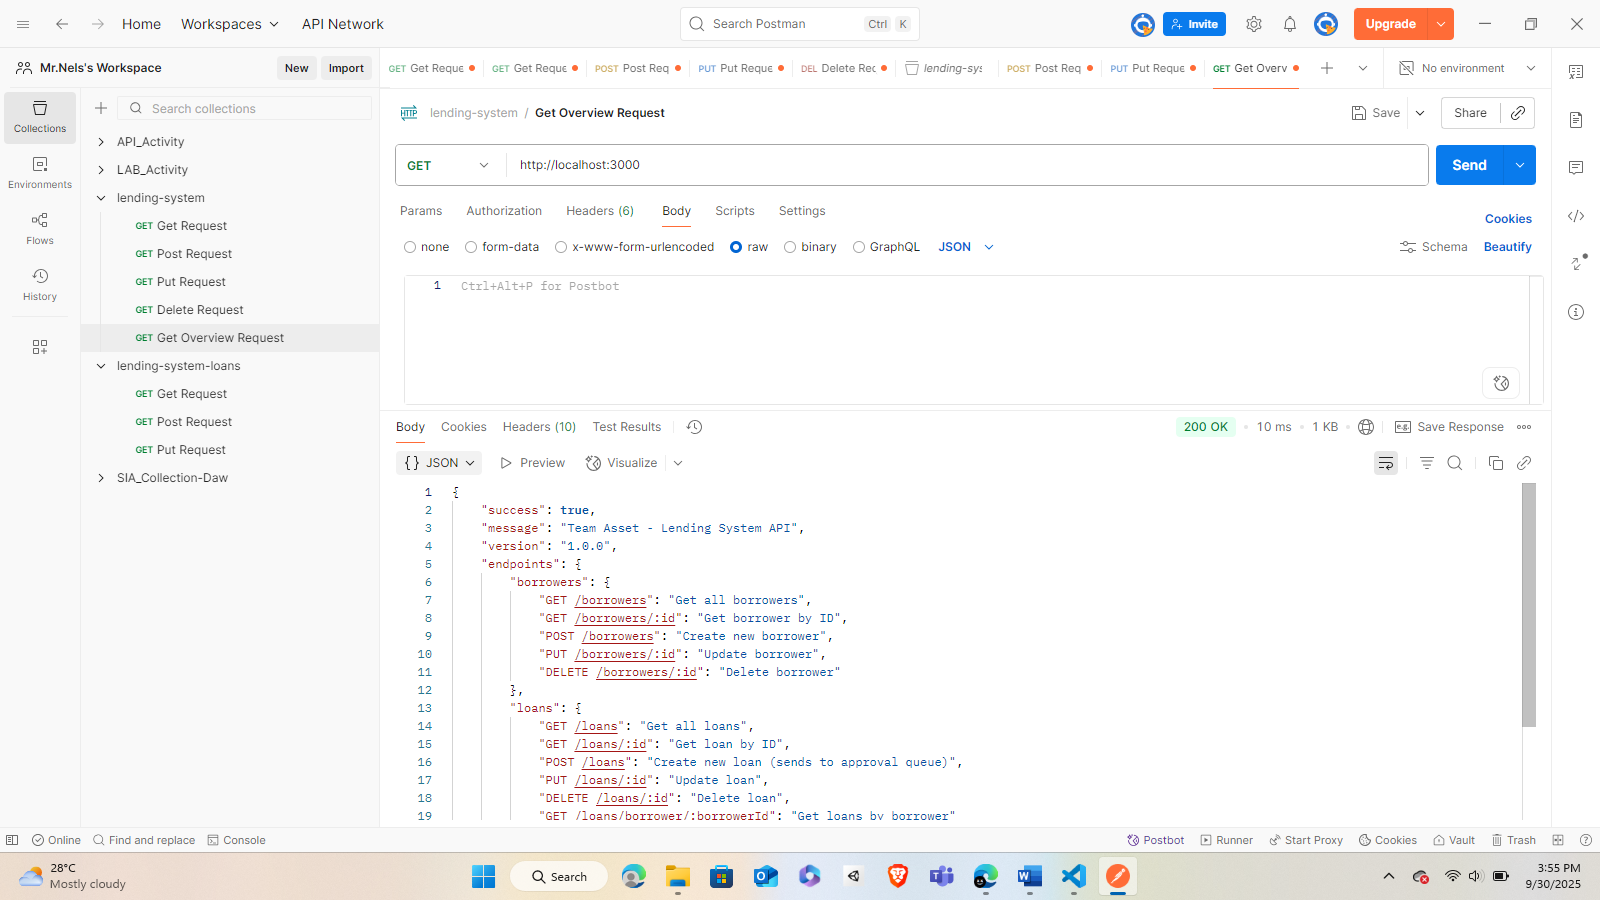 Home Workspaces API Network Search Postman Ctrl K Invite Upgrade
Mr.Nels's Workspace New Import GET Get Reque GET Get Reque POST Post Req PUT Put Reque DEL Delete Rec lending-sys POST Post Req PUT Put Reque GET Get Overv No environment
Collections
Environments
Flows
History
Search collections
API_Activity
LAB_Activity
lending-system
GET Get Request
GET Post Request
GET Put Request
GET Delete Request
GET Get Overview Request
lending-system-loans
GET Get Request
GET Post Request
GET Put Request
SIA_Collection-Daw
HTTP lending-system / Get Overview Request Save Share
GET http://localhost:3000 Send
Params Authorization Headers (6) Body Scripts Settings Cookies
none form-data x-www-form-urlencoded raw binary GraphQL JSON Schema Beautify
1 Ctrl+Alt+P for Postbot
Body Cookies Headers (10) Test Results 200 OK 10 ms 1 KB e.g. Save Response
{} JSON Preview Visualize
1 {
2 "success": true,
3 "message": "Team Asset - Lending System API",
4 "version": "1.0.0",
5 "endpoints": {
6 "borrowers": {
7 "GET /borrowers": "Get all borrowers",
8 "GET /borrowers/:id": "Get borrower by ID",
9 "POST /borrowers": "Create new borrower",
10 "PUT /borrowers/:id": "Update borrower",
11 "DELETE /borrowers/:id": "Delete borrower"
12 },
13 "loans": {
14 "GET /loans": "Get all loans",
15 "GET /loans/:id": "Get loan by ID",
16 "POST /loans": "Create new loan (sends to approval queue)",
17 "PUT /loans/:id": "Update loan",
18 "DELETE /loans/:id": "Delete loan",
19 "GET /loans/borrower/:borrowerId": "Get loans by borrower"
Online Find and replace Console Postbot Runner Start Proxy Cookies Vault Trash
28°C
Mostly cloudy
Search
3:55 PM
9/30/2025